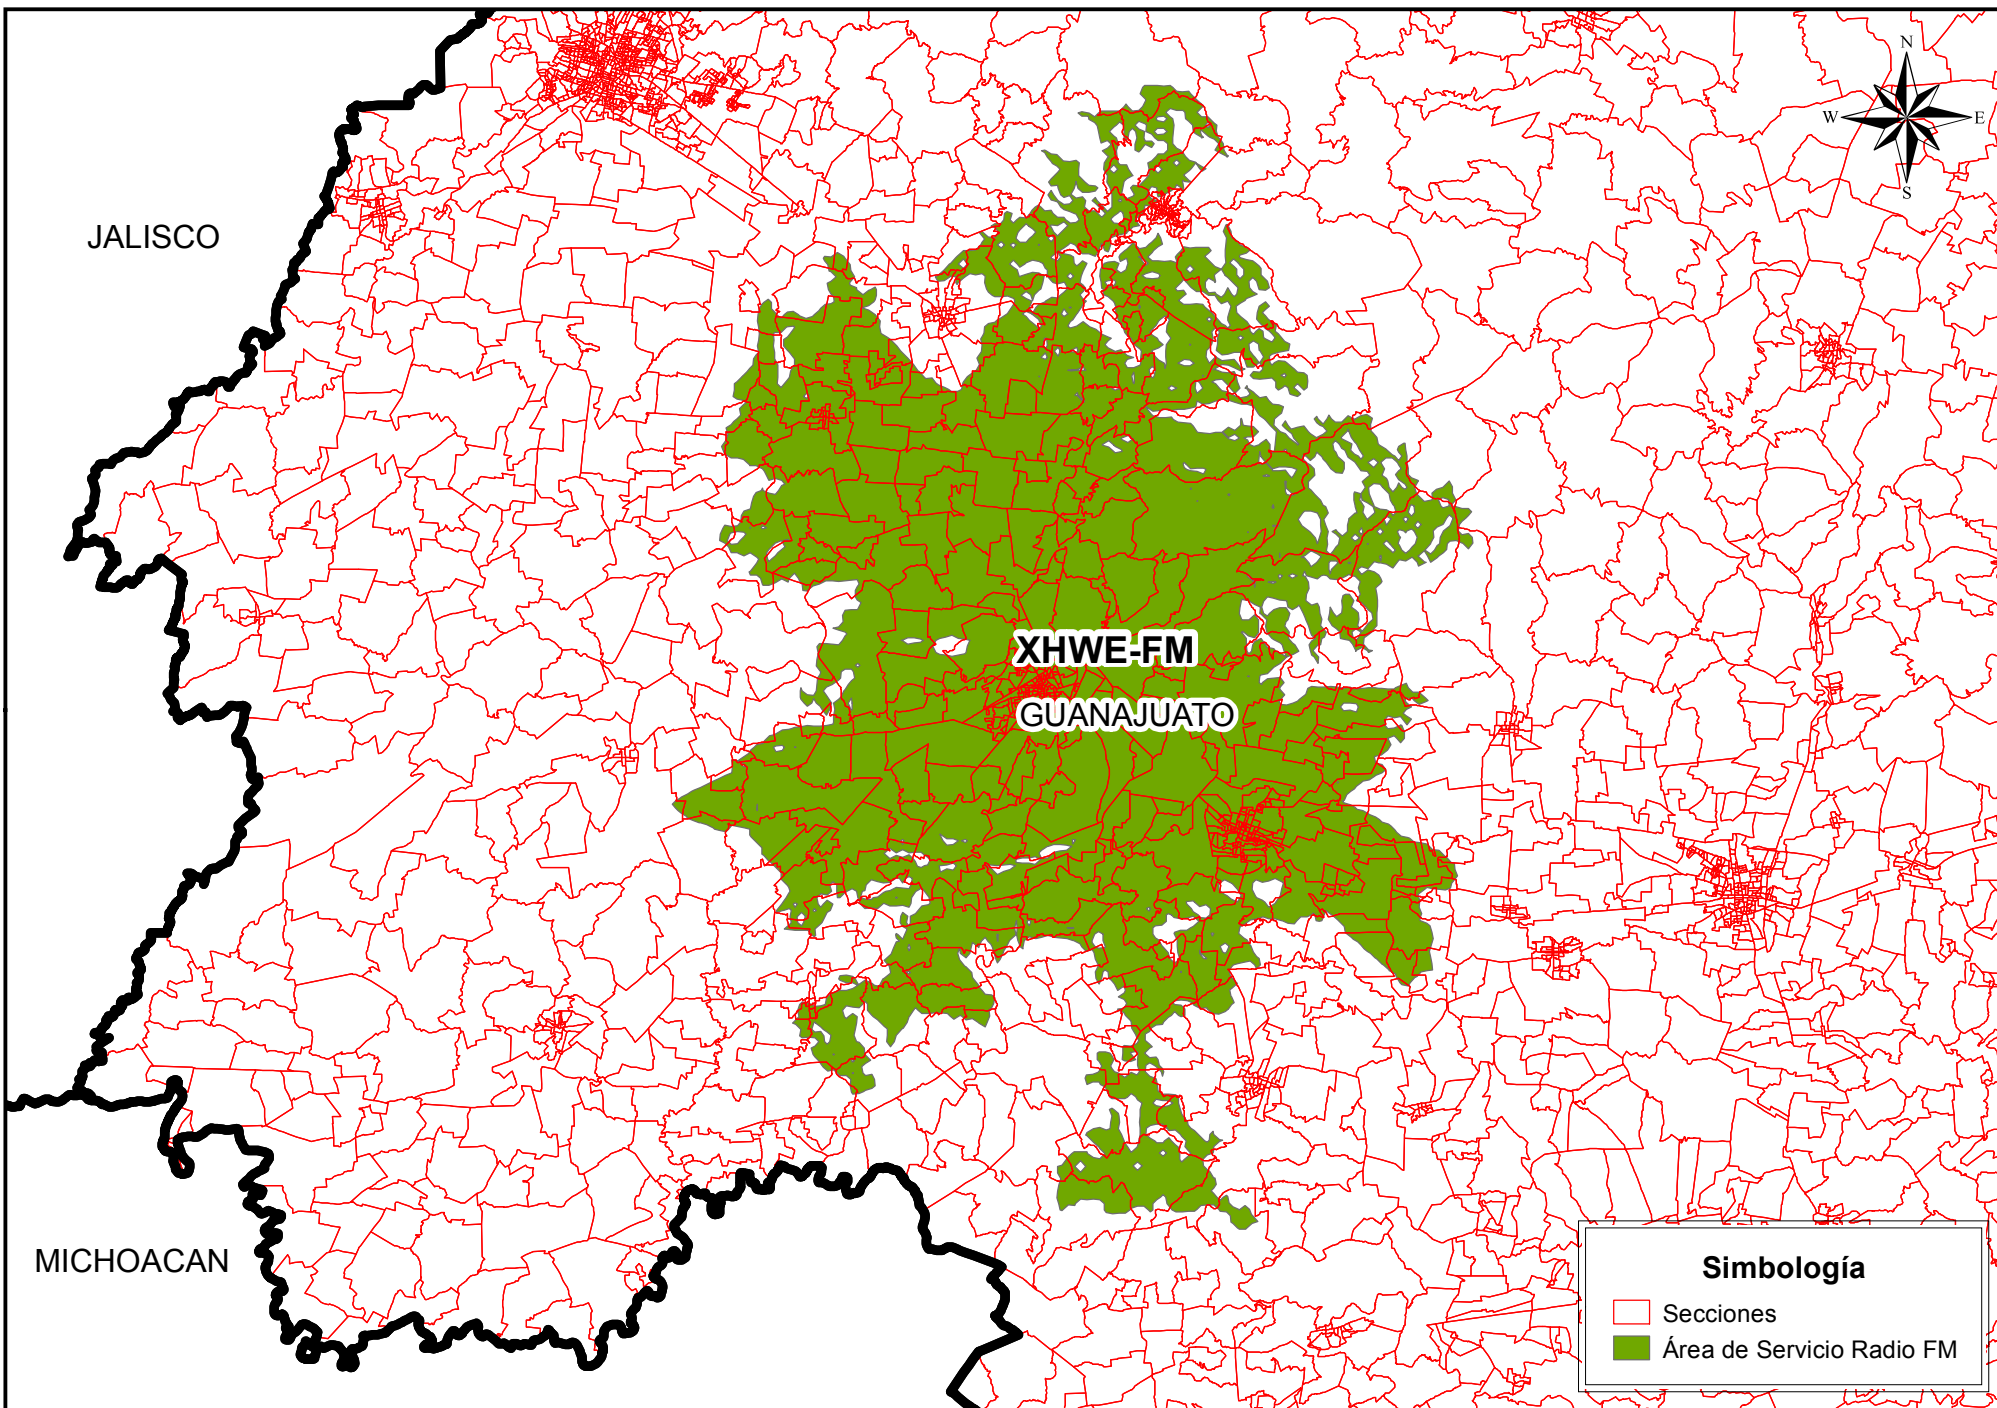 N
W E
S
JALISCO
XHWE-FM
GUANAJUATO
MICHOACAN
Simbología
Secciones
Área de Servicio Radio FM